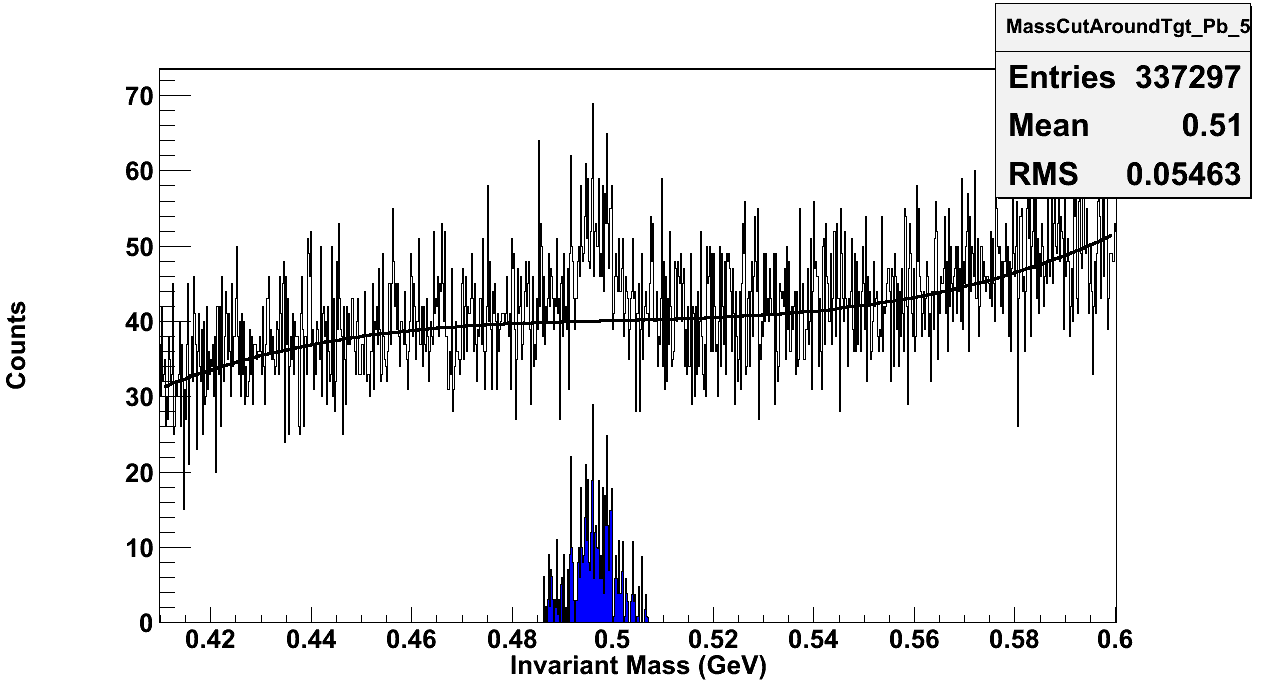 MassCutAroundTgt_Pb_5
Entries 337297
Mean 0.51
RMS 0.05463
70
60
50
40
30
20
10
0
Counts
0.42 0.44 0.46 0.48 0.5 0.52 0.54 0.56 0.58 0.6
Invariant Mass (GeV)